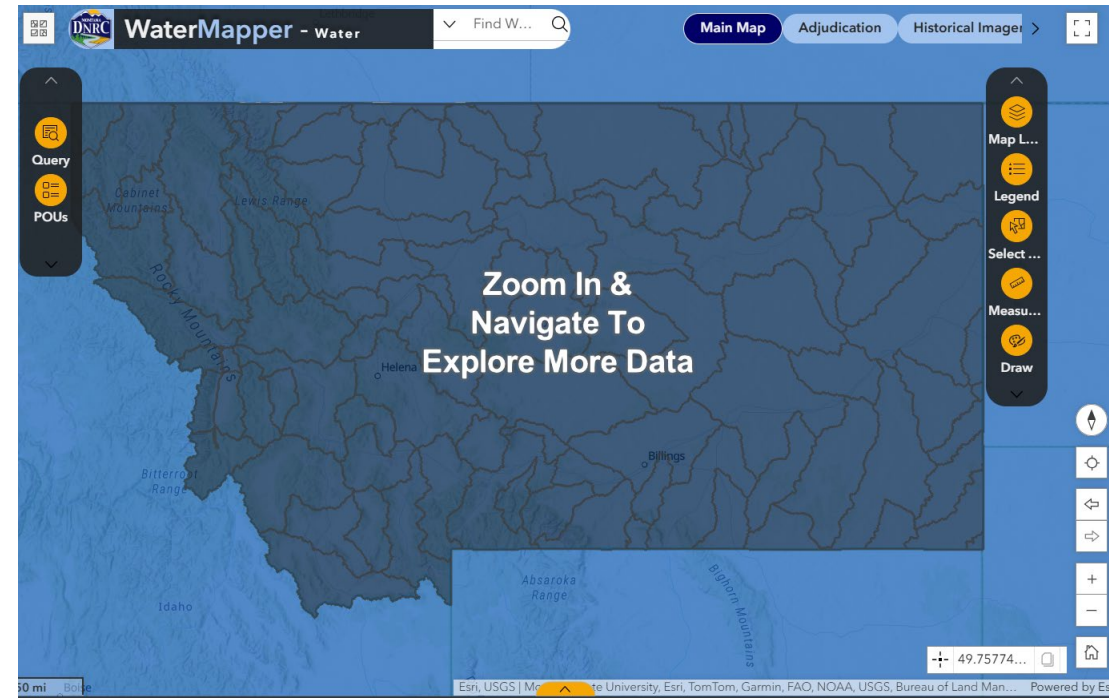 MONTANA
DNRC
WaterMapper - Water
Find W...
Main Map
Adjudication
Historical Imager
Query
POUs
Map L...
Legend
Select ...
Measu...
Draw
Cabinet
Mountains
Lewis Range
Rocky Mountains
Zoom In &
Navigate To
Explore More Data
Helena
Billings
Bitterroot
Range
Absaroka
Range
Bighorn Mountains
Idaho
49.75774...
50 mi
Boise
Esri, USGS | Mo te University, Esri, TomTom, Garmin, FAO, NOAA, USGS, Bureau of Land Man...
Powered by Es